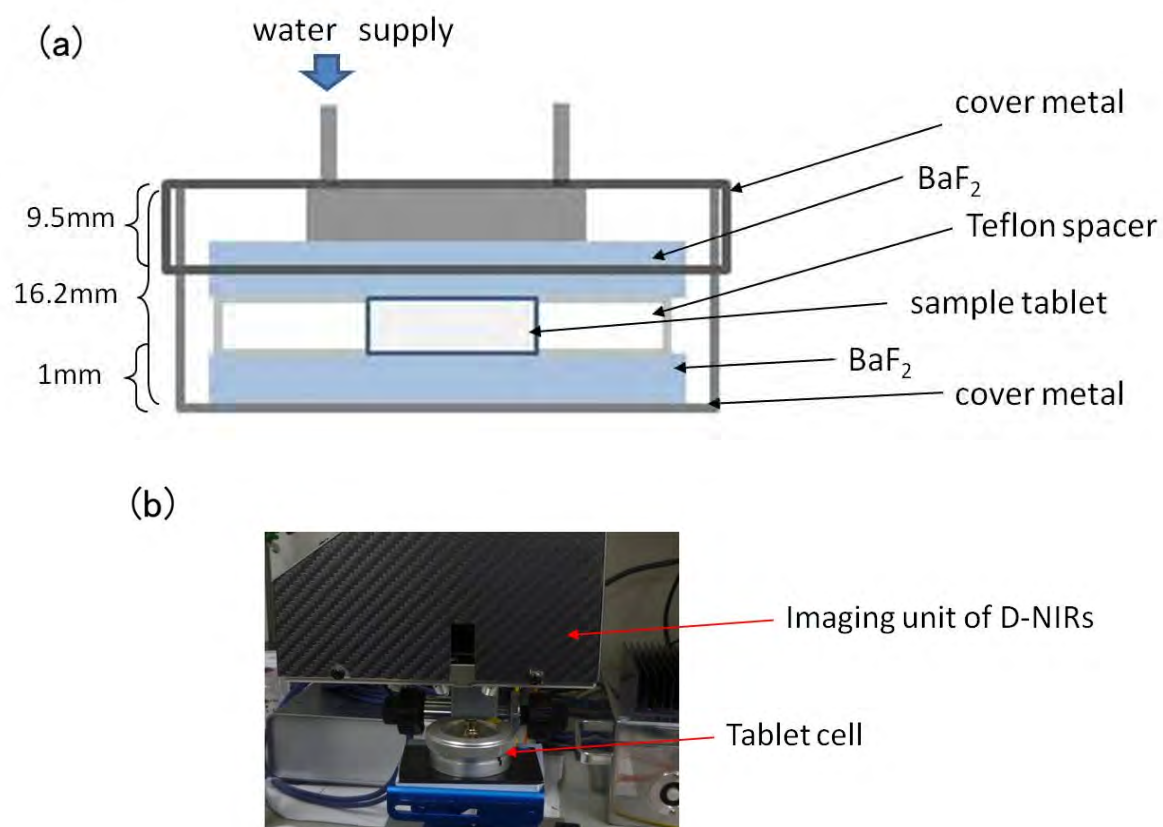 (a)
water supply
cover metal
BaF₂
Teflon spacer
sample tablet
BaF₂
cover metal
9.5mm
16.2mm
1mm
(b)
Imaging unit of D-NIRs
Tablet cell